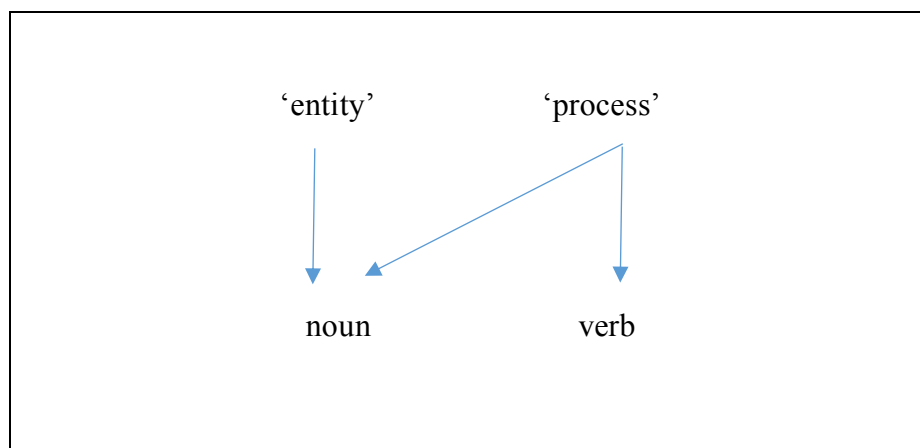 ‘entity’ ‘process’
noun verb